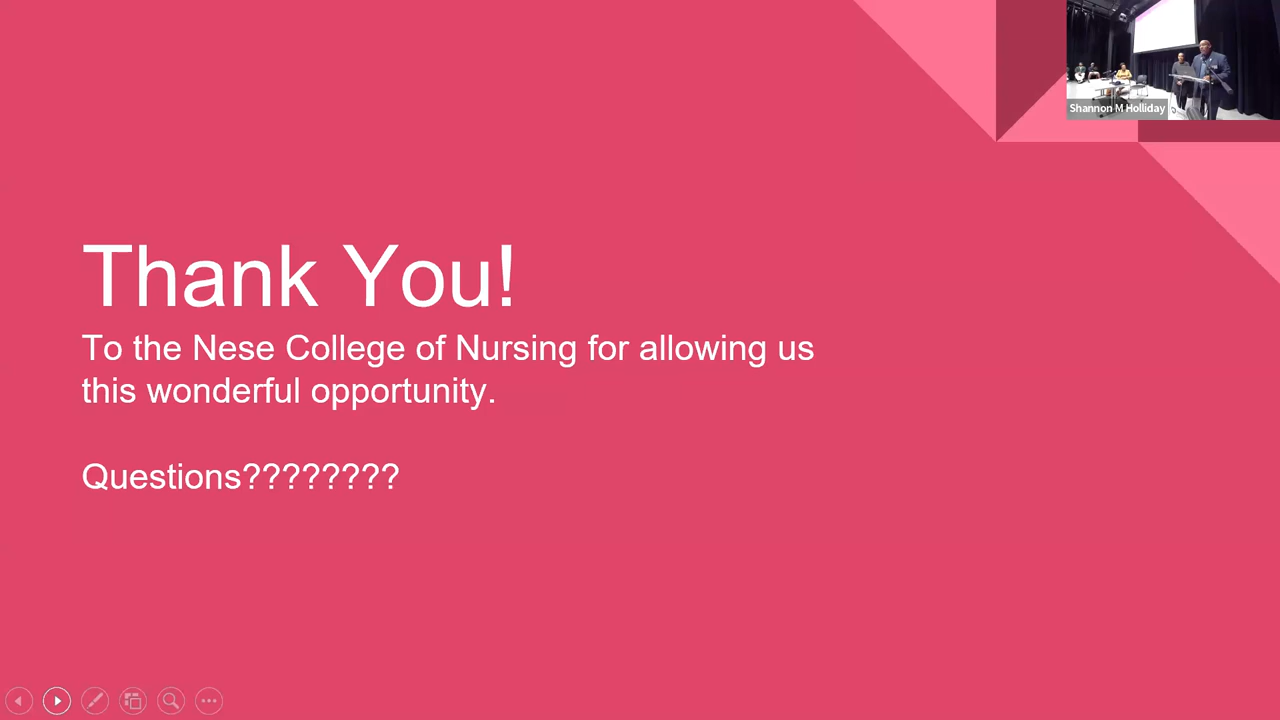 Shannon M Holliday
Thank You!
To the Nese College of Nursing for allowing us
this wonderful opportunity.
Questions????????